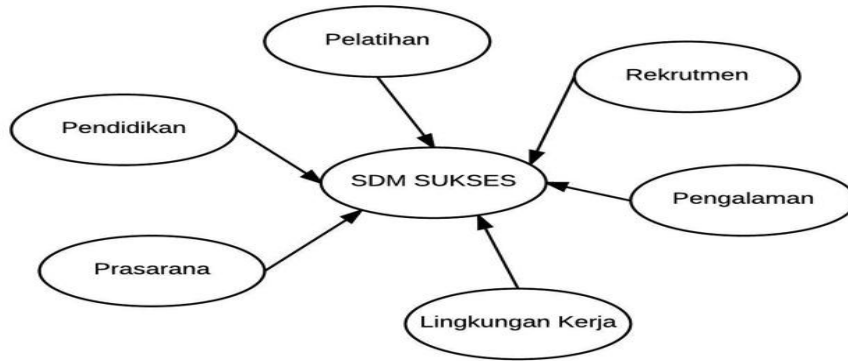 Pelatihan
Rekrutmen
Pendidikan
SDM SUKSES
Pengalaman
Prasarana
Lingkungan Kerja